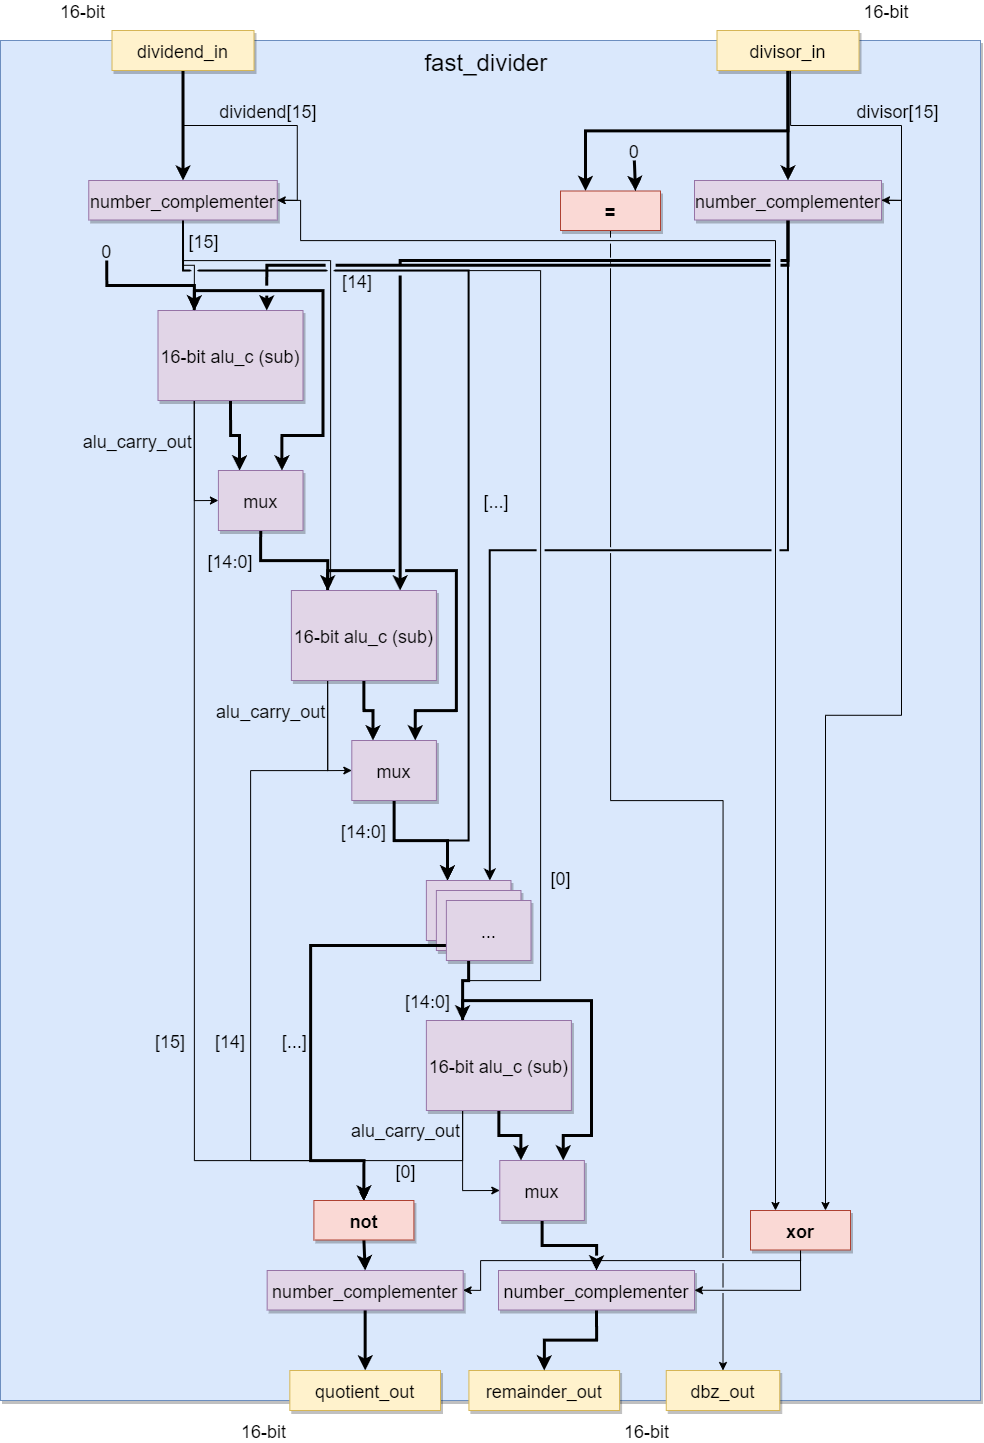 16-bit
16-bit
dividend_in
divisor_in
fast_divider
dividend[15]
divisor[15]
0
number_complementer
=
number_complementer
[15]
0
[14]
16-bit alu_c (sub)
alu_carry_out
mux
[...]
[14:0]
16-bit alu_c (sub)
alu_carry_out
mux
[14:0]
[0]
...
[14:0]
[15]
[14]
[...]
16-bit alu_c (sub)
alu_carry_out
[0]
mux
not
xor
number_complementer
number_complementer
quotient_out
remainder_out
dbz_out
16-bit
16-bit